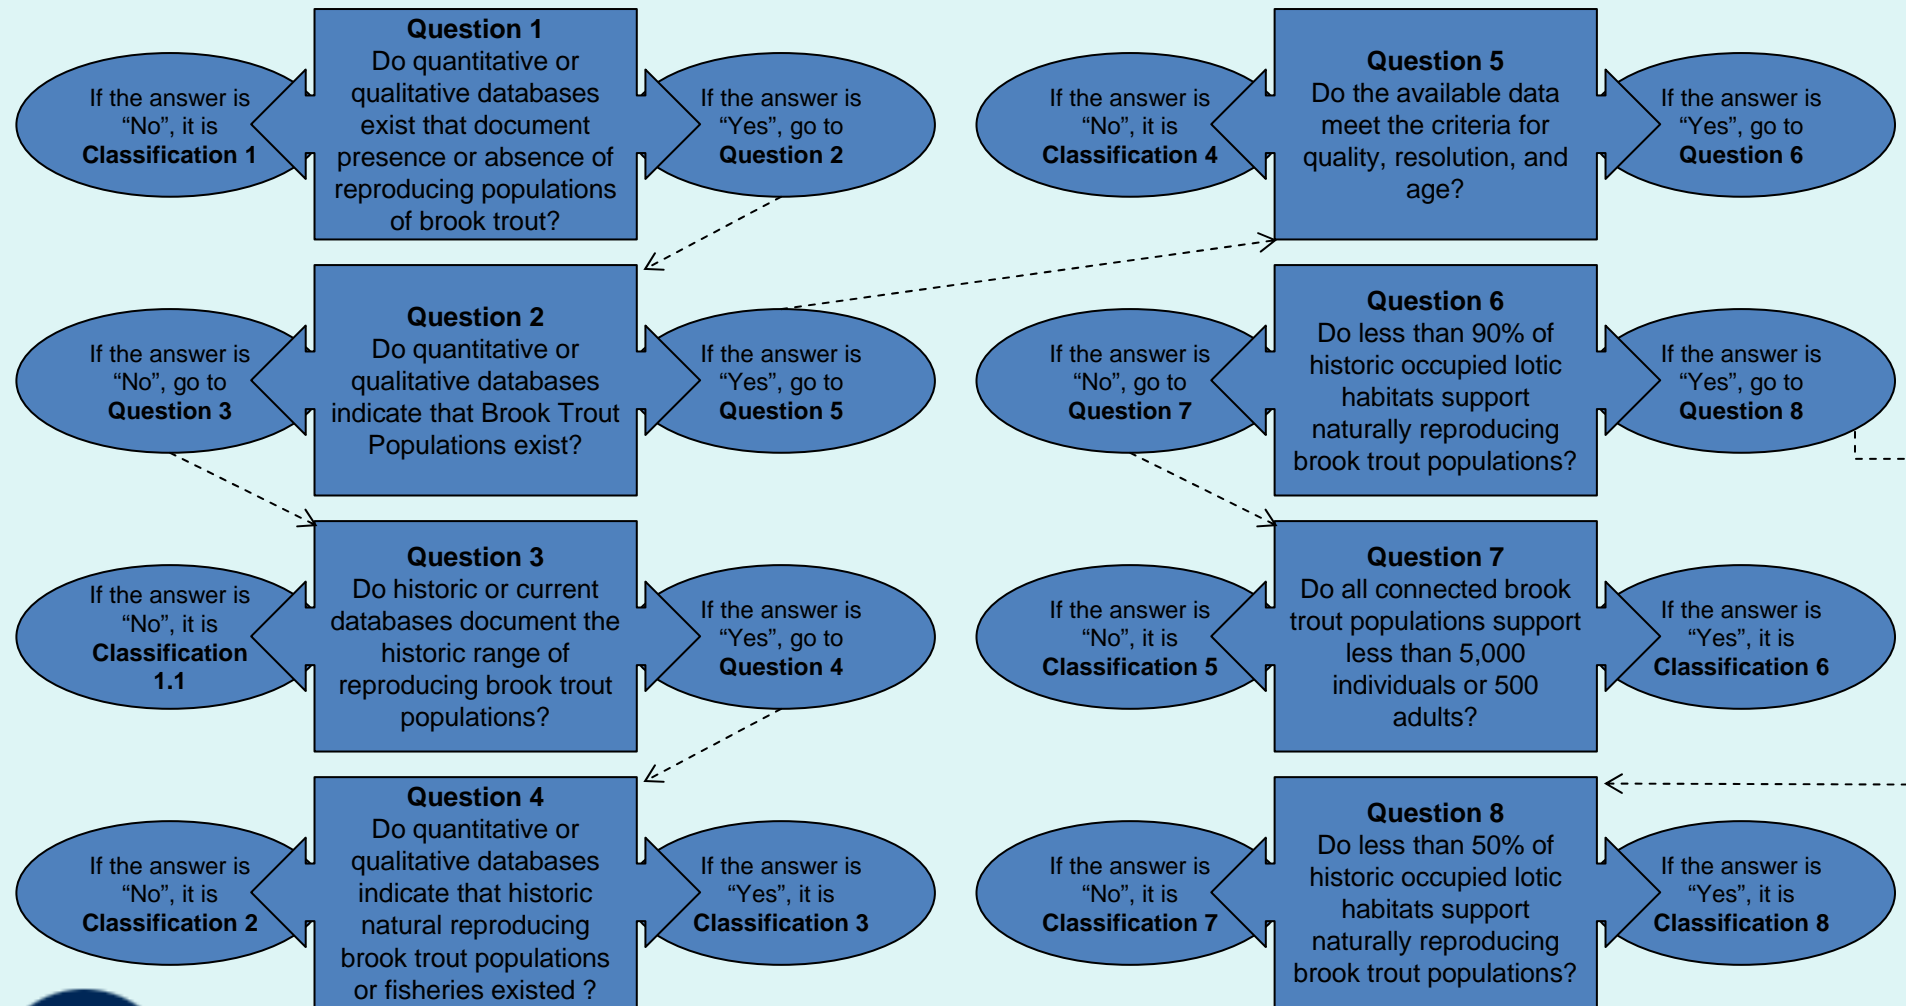 Question 1
Do quantitative or
qualitative databases
exist that document
presence or absence of
reproducing populations
of brook trout?
If the answer is
“No”, it is
Classification 1
If the answer is
“Yes”, go to
Question 2
Question 2
Do quantitative or
qualitative databases
indicate that Brook Trout
Populations exist?
If the answer is
“No”, go to
Question 3
If the answer is
“Yes”, go to
Question 5
Question 3
Do historic or current
databases document the
historic range of
reproducing brook trout
populations?
If the answer is
“No”, it is
Classification
1.1
If the answer is
“Yes”, go to
Question 4
Question 4
Do quantitative or
qualitative databases
indicate that historic
natural reproducing
brook trout populations
or fisheries existed ?
If the answer is
“No”, it is
Classification 2
If the answer is
“Yes”, it is
Classification 3
Question 5
Do the available data
meet the criteria for
quality, resolution, and
age?
If the answer is
“No”, it is
Classification 4
If the answer is
“Yes”, go to
Question 6
Question 6
Do less than 90% of
historic occupied lotic
habitats support
naturally reproducing
brook trout populations?
If the answer is
“No”, go to
Question 7
If the answer is
“Yes”, go to
Question 8
Question 7
Do all connected brook
trout populations support
less than 5,000
individuals or 500
adults?
If the answer is
“No”, it is
Classification 5
If the answer is
“Yes”, it is
Classification 6
Question 8
Do less than 50% of
historic occupied lotic
habitats support
naturally reproducing
brook trout populations?
If the answer is
“No”, it is
Classification 7
If the answer is
“Yes”, it is
Classification 8